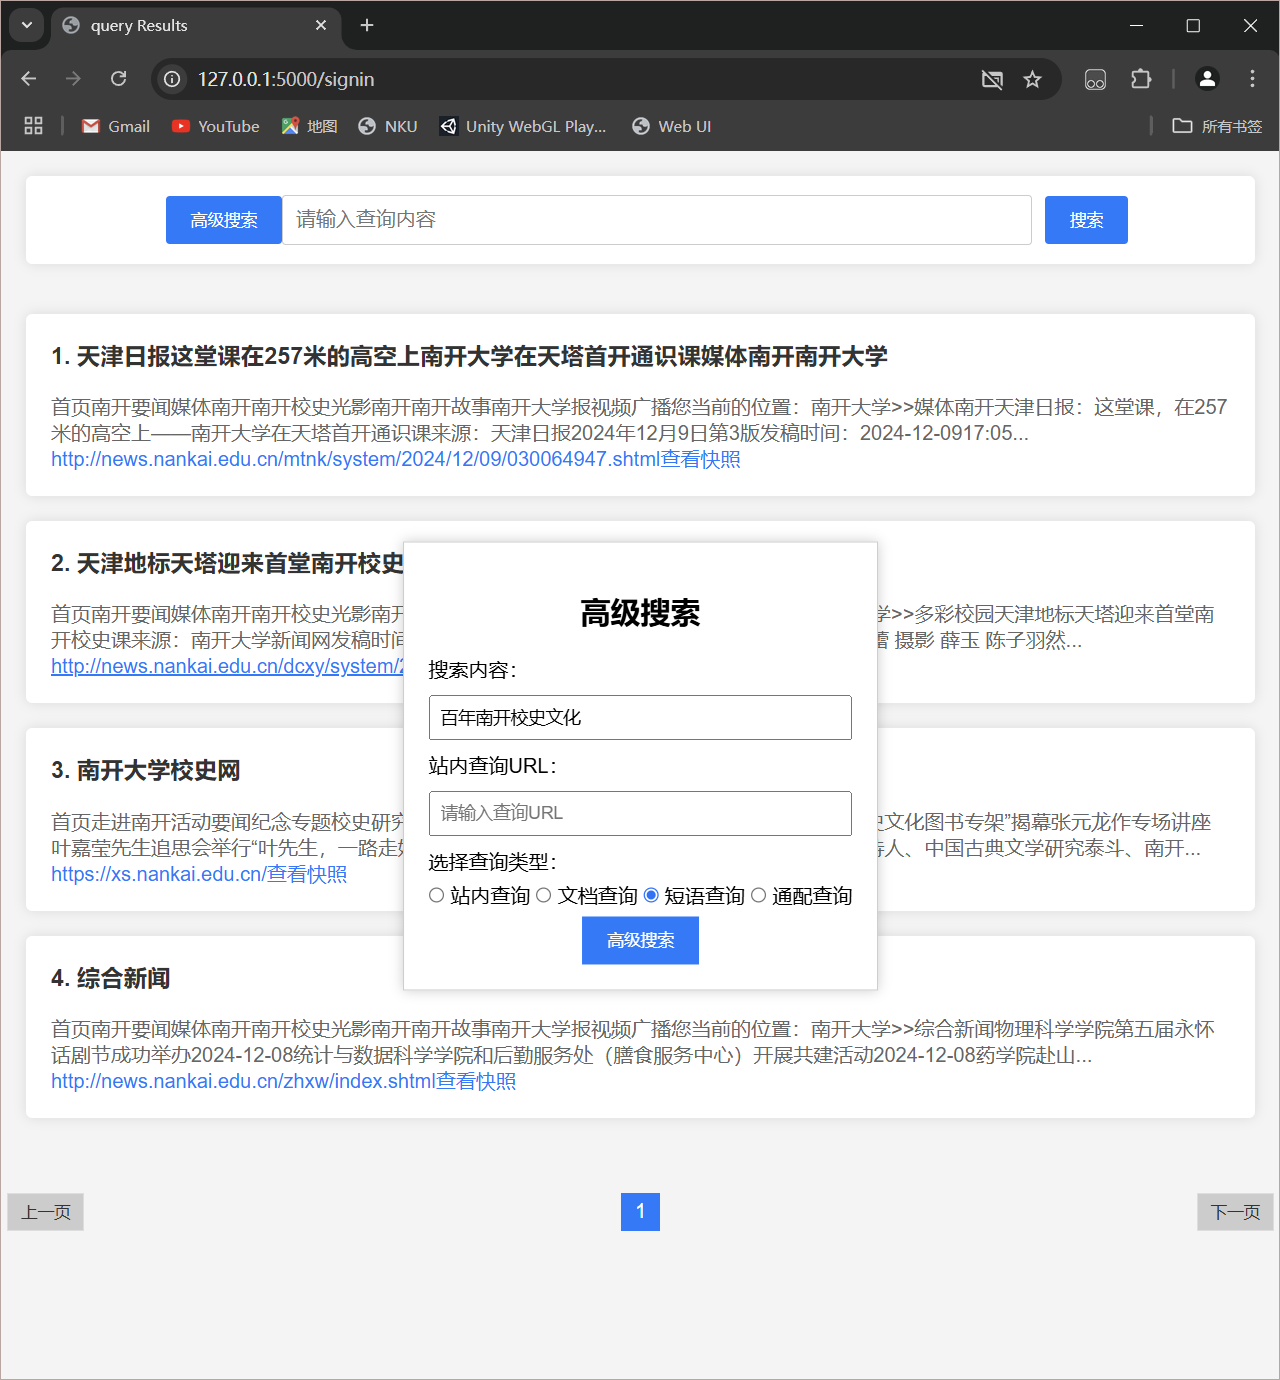 query Results
127.0.0.1:5000/signin
Gmail YouTube 地图 NKU Unity WebGL Play... Web UI 所有书签
高级搜索 请输入查询内容 搜索
1. 天津日报这堂课在257米的高空上南开大学在天塔首开通识课媒体南开南开大学
首页南开要闻媒体南开南开校史光影南开南开故事南开大学报视频广播您当前的位置：南开大学>>媒体南开天津日报：这堂课，在257
米的高空上——南开大学在天塔首开通识课来源：天津日报2024年12月9日第3版发稿时间：2024-12-0917:05...
http://news.nankai.edu.cn/mtnk/system/2024/12/09/030064947.shtml查看快照
2. 天津地标天塔迎来首堂南开校史
首页南开要闻媒体南开南开校史光影南开 学>>多彩校园天津地标天塔迎来首堂南
开校史课来源：南开大学新闻网发稿时间 摄影 薛玉 陈子羽然...
http://news.nankai.edu.cn/dcxy/system/2
3. 南开大学校史网
首页走进南开活动要闻纪念专题校史研究 史文化图书专架”揭幕张元龙作专场讲座
叶嘉莹先生追思会举行“叶先生，一路走好 诗人、中国古典文学研究泰斗、南开...
https://xs.nankai.edu.cn/查看快照
4. 综合新闻
首页南开要闻媒体南开南开校史光影南开南开故事南开大学报视频广播您当前的位置：南开大学>>综合新闻物理科学学院第五届永怀
话剧节成功举办2024-12-08统计与数据科学学院和后勤服务处（膳食服务中心）开展共建活动2024-12-08药学院赴山...
http://news.nankai.edu.cn/zhxw/index.shtml查看快照
高级搜索
搜索内容：
百年南开校史文化
站内查询URL：
请输入查询URL
选择查询类型：
站内查询 文档查询 短语查询 通配查询
高级搜索
上一页 1 下一页